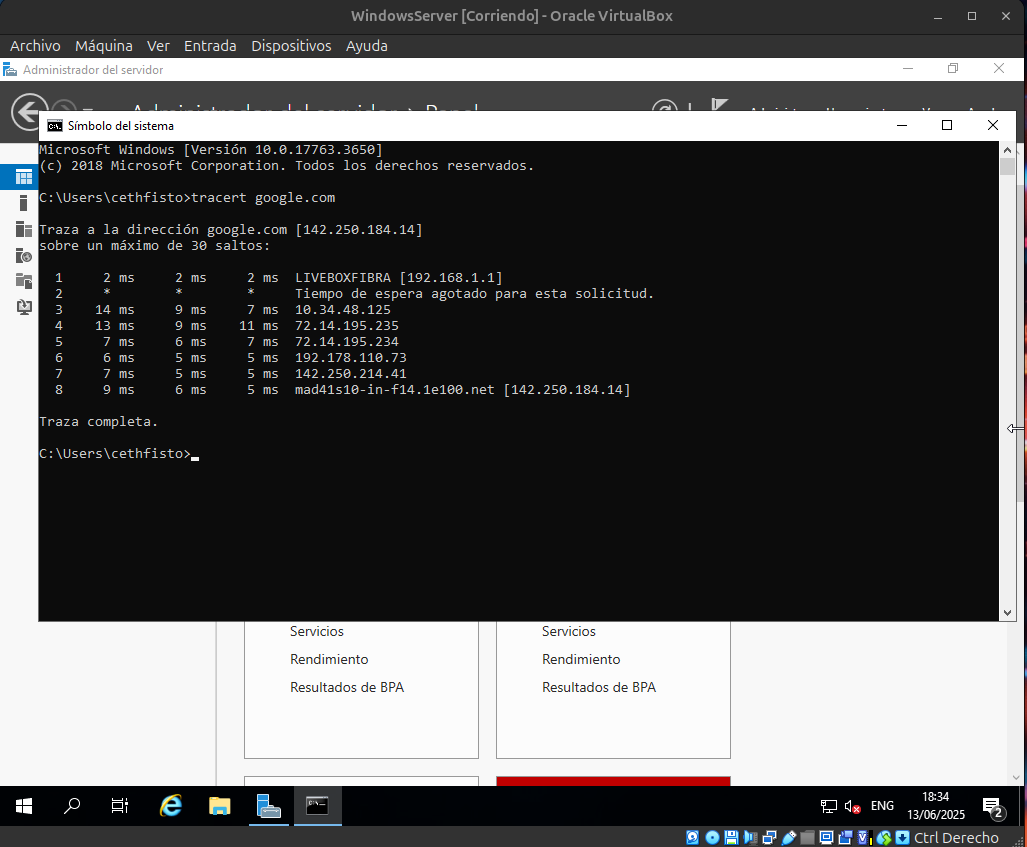 WindowsServer [Corriendo] - Oracle VirtualBox
Archivo Máquina Ver Entrada Dispositivos Ayuda
Administrador del servidor
Símbolo del sistema
Microsoft Windows [Versión 10.0.17763.3650]
(c) 2018 Microsoft Corporation. Todos los derechos reservados.
C:\Users\cethfisto>tracert google.com
Traza a la dirección google.com [142.250.184.14]
sobre un máximo de 30 saltos:
1 2 ms 2 ms 2 ms LIVEBOXFIBRA [192.168.1.1]
2 * * * Tiempo de espera agotado para esta solicitud.
3 14 ms 9 ms 7 ms 10.34.48.125
4 13 ms 9 ms 11 ms 72.14.195.235
5 7 ms 6 ms 7 ms 72.14.195.234
6 6 ms 5 ms 5 ms 192.178.110.73
7 7 ms 5 ms 5 ms 142.250.214.41
8 9 ms 6 ms 5 ms mad41s10-in-f14.1e100.net [142.250.184.14]
Traza completa.
C:\Users\cethfisto>
Servicios Servicios
Rendimiento Rendimiento
Resultados de BPA Resultados de BPA
ENG
18:34
13/06/2025
2
Ctrl Derecho